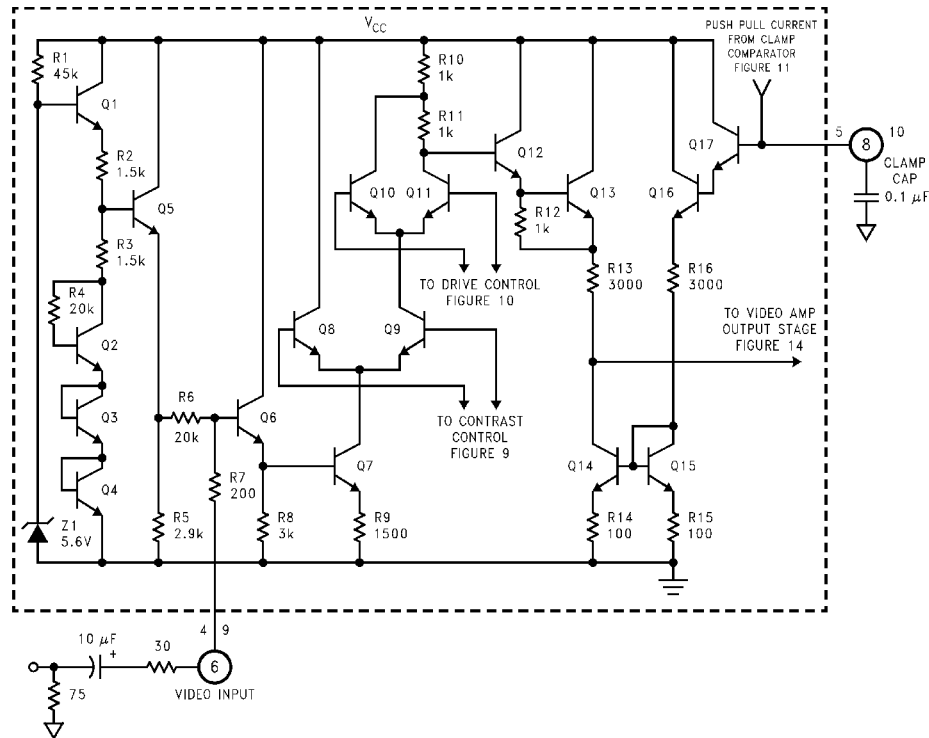 VCC
PUSH PULL CURRENT
FROM CLAMP
COMPARATOR
FIGURE 11
R1
45k
Q1
R2
1.5k
Q5
R3
1.5k
R4
20k
Q2
Q3
Q4
Z1
5.6V
R5
2.9k
R6
20k
Q6
R7
200
R8
3k
Q7
R9
1500
Q8
Q9
TO CONTRAST
CONTROL
FIGURE 9
R10
1k
R11
1k
Q10
Q11
TO DRIVE CONTROL
FIGURE 10
Q12
R12
1k
Q13
R13
3000
Q16
Q17
R16
3000
TO VIDEO AMP
OUTPUT STAGE
FIGURE 14
Q14
Q15
R14
100
R15
100
5
8
10
CLAMP
CAP
0.1 μF
4
9
6
VIDEO INPUT
10 μF
+
30
75